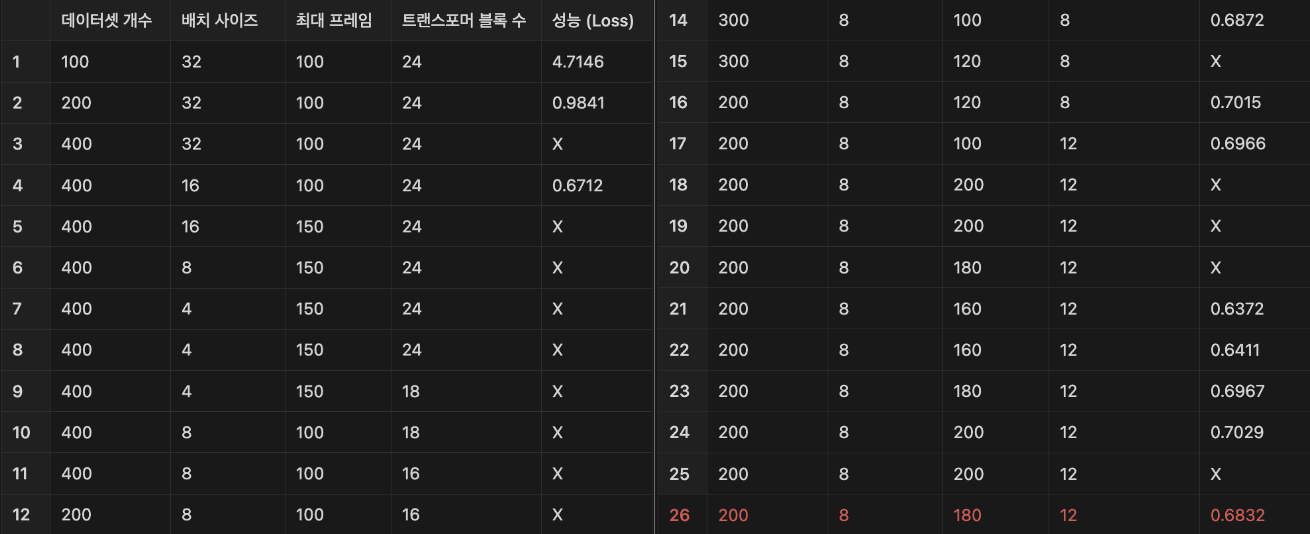 데이터셋 개수 배치 사이즈 최대 프레임 트랜스포머 블록 수 성능 (Loss)
1 100 32 100 24 4.7146
2 200 32 100 24 0.9841
3 400 32 100 24 X
4 400 16 100 24 0.6712
5 400 16 150 24 X
6 400 8 150 24 X
7 400 4 150 24 X
8 400 4 150 24 X
9 400 4 150 18 X
10 400 8 100 18 X
11 400 8 100 16 X
12 200 8 100 16 X
14 300 8 100 8 0.6872
15 300 8 120 8 X
16 200 8 120 8 0.7015
17 200 8 100 12 0.6966
18 200 8 200 12 X
19 200 8 200 12 X
20 200 8 180 12 X
21 200 8 160 12 0.6372
22 200 8 160 12 0.6411
23 200 8 180 12 0.6967
24 200 8 200 12 0.7029
25 200 8 200 12 X
26 200 8 180 12 0.6832